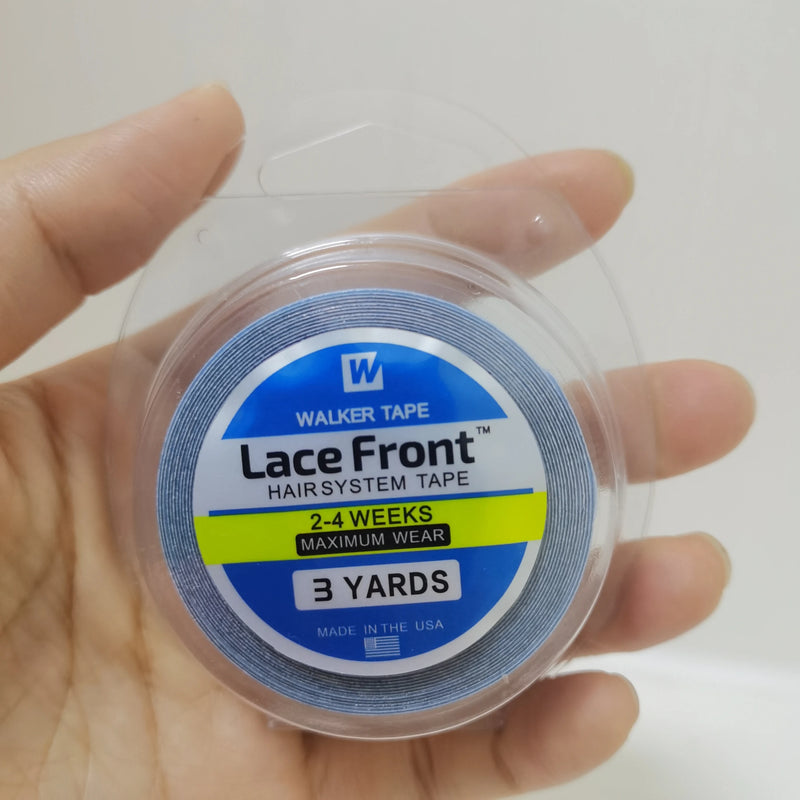 W
WALKER TAPE
Lace Front™
HAIR SYSTEM TAPE
2-4 WEEKS
MAXIMUM WEAR
3 YARDS
MADE IN THE USA